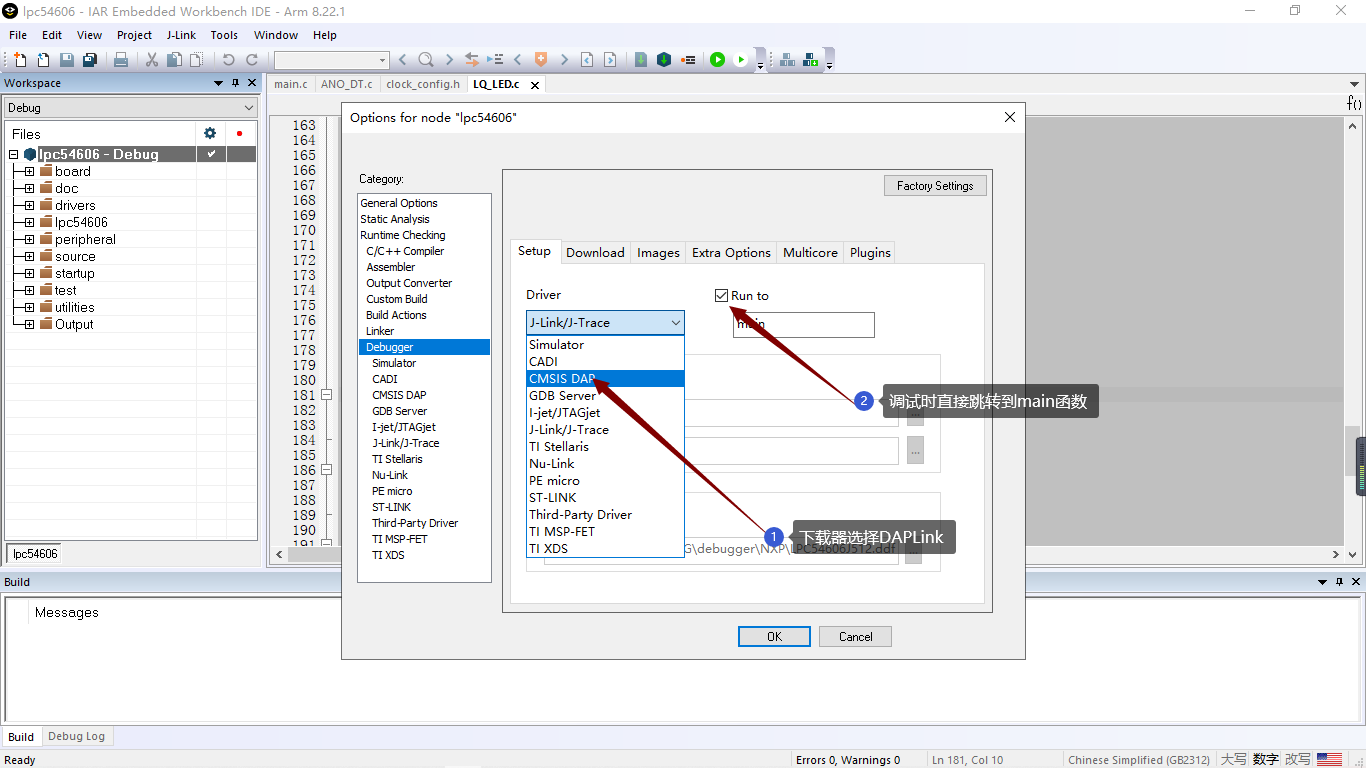 lpc54606 - IAR Embedded Workbench IDE - Arm 8.22.1
File Edit View Project J-Link Tools Window Help
Workspace
main.c ANO_DT.c clock_config.h LQ_LED.c
Debug
f()
Files
lpc54606 - Debug
board
doc
drivers
lpc54606
peripheral
source
startup
test
utilities
Output
lpc54606
163
164
165
166
167
168
169
170
171
172
173
174
175
176
177
178
179
180
181
182
183
184
185
186
187
188
189
190
191
Options for node "lpc54606"
Category:
General Options
Static Analysis
Runtime Checking
C/C++ Compiler
Assembler
Output Converter
Custom Build
Build Actions
Linker
Debugger
Simulator
CADI
CMSIS DAP
GDB Server
I-jet/JTAGjet
J-Link/J-Trace
TI Stellaris
Nu-Link
PE micro
ST-LINK
Third-Party Driver
TI MSP-FET
TI XDS
Factory Settings
Setup Download Images Extra Options Multicore Plugins
Driver
Run to
J-Link/J-Trace
main
Simulator
CADI
CMSIS DAP
GDB Server
I-jet/JTAGjet
J-Link/J-Trace
TI Stellaris
Nu-Link
PE micro
ST-LINK
Third-Party Driver
TI MSP-FET
TI XDS
2 调试时直接跳转到main函数
...
...
1 下载器选择DAPLink
G\debugger\NXP\LPC54606J512.ddf
...
OK Cancel
Build
Messages
Build Debug Log
Ready
Errors 0, Warnings 0
Ln 181, Col 10
Chinese Simplified (GB2312)
大写 数字 改写